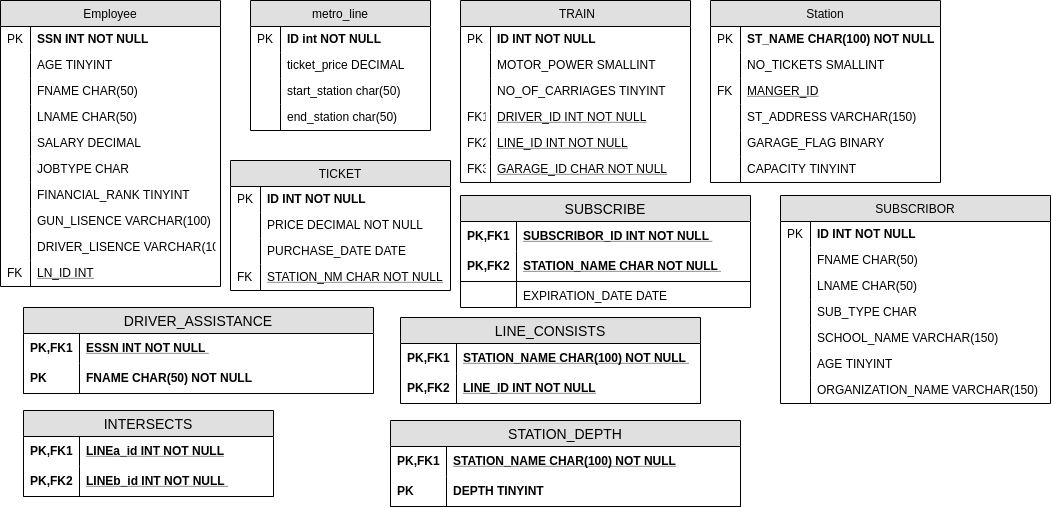 Employee
PK SSN INT NOT NULL
AGE TINYINT
FNAME CHAR(50)
LNAME CHAR(50)
SALARY DECIMAL
JOBTYPE CHAR
FINANCIAL_RANK TINYINT
GUN_LISENCE VARCHAR(100)
DRIVER_LISENCE VARCHAR(10
FK LN_ID INT
metro_line
PK ID int NOT NULL
ticket_price DECIMAL
start_station char(50)
end_station char(50)
TRAIN
PK ID INT NOT NULL
MOTOR_POWER SMALLINT
NO_OF_CARRIAGES TINYINT
FK1 DRIVER_ID INT NOT NULL
FK2 LINE_ID INT NOT NULL
FK3 GARAGE_ID CHAR NOT NULL
Station
PK ST_NAME CHAR(100) NOT NULL
NO_TICKETS SMALLINT
FK MANGER_ID
ST_ADDRESS VARCHAR(150)
GARAGE_FLAG BINARY
CAPACITY TINYINT
TICKET
PK ID INT NOT NULL
PRICE DECIMAL NOT NULL
PURCHASE_DATE DATE
FK STATION_NM CHAR NOT NULL
SUBSCRIBE
PK,FK1 SUBSCRIBOR_ID INT NOT NULL
PK,FK2 STATION_NAME CHAR NOT NULL
EXPIRATION_DATE DATE
SUBSCRIBOR
PK ID INT NOT NULL
FNAME CHAR(50)
LNAME CHAR(50)
SUB_TYPE CHAR
SCHOOL_NAME VARCHAR(150)
AGE TINYINT
ORGANIZATION_NAME VARCHAR(150)
DRIVER_ASSISTANCE
PK,FK1 ESSN INT NOT NULL
PK FNAME CHAR(50) NOT NULL
LINE_CONSISTS
PK,FK1 STATION_NAME CHAR(100) NOT NULL
PK,FK2 LINE_ID INT NOT NULL
INTERSECTS
PK,FK1 LINEa_id INT NOT NULL
PK,FK2 LINEb_id INT NOT NULL
STATION_DEPTH
PK,FK1 STATION_NAME CHAR(100) NOT NULL
PK DEPTH TINYINT